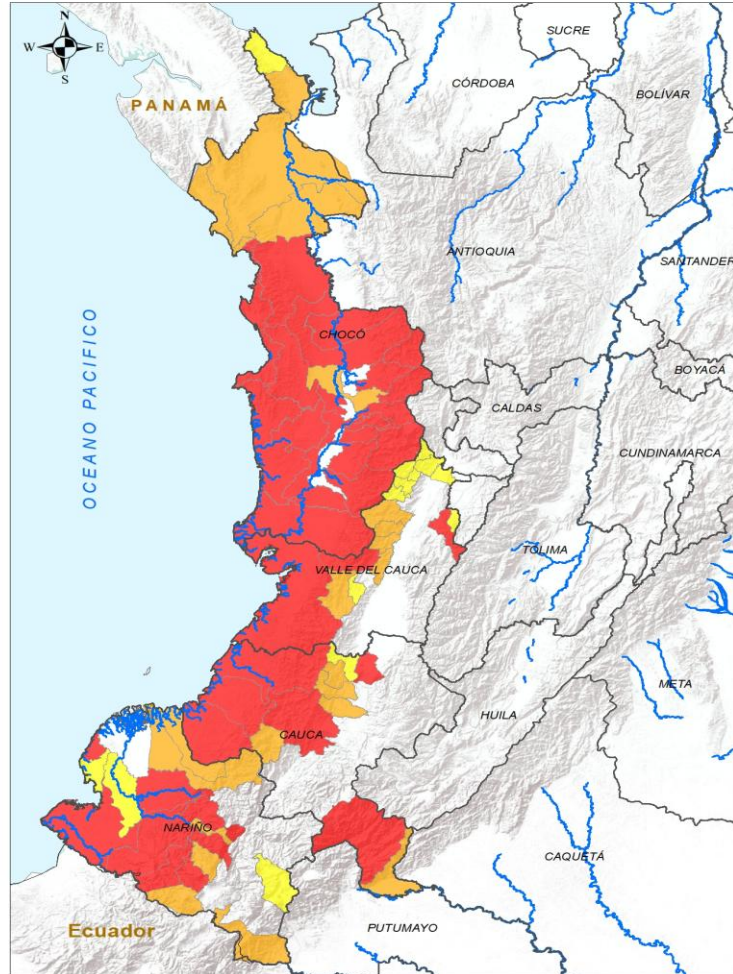 N
W E
S
SUCRE
CÓRDOBA
BOLÍVAR
PANAMÁ
ANTIOQUIA
SANTANDER
OCEANO PACIFICO
CHOCÓ
BOYACÁ
CALDAS
CUNDINAMARCA
TOLIMA
VALLE DEL CAUCA
META
HUILA
CAUCA
NARIÑO
CAQUETÁ
PUTUMAYO
Ecuador